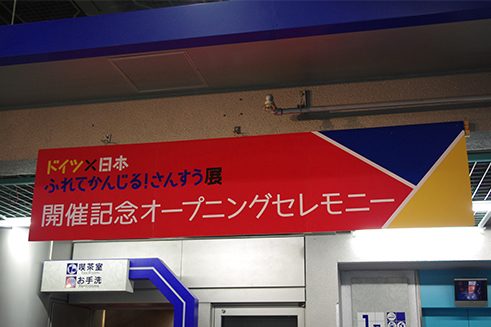 ドイツ×日本
ふれてかんじる!さんすう展
開催記念オープニングセレモニー
喫茶室
お手洗
1